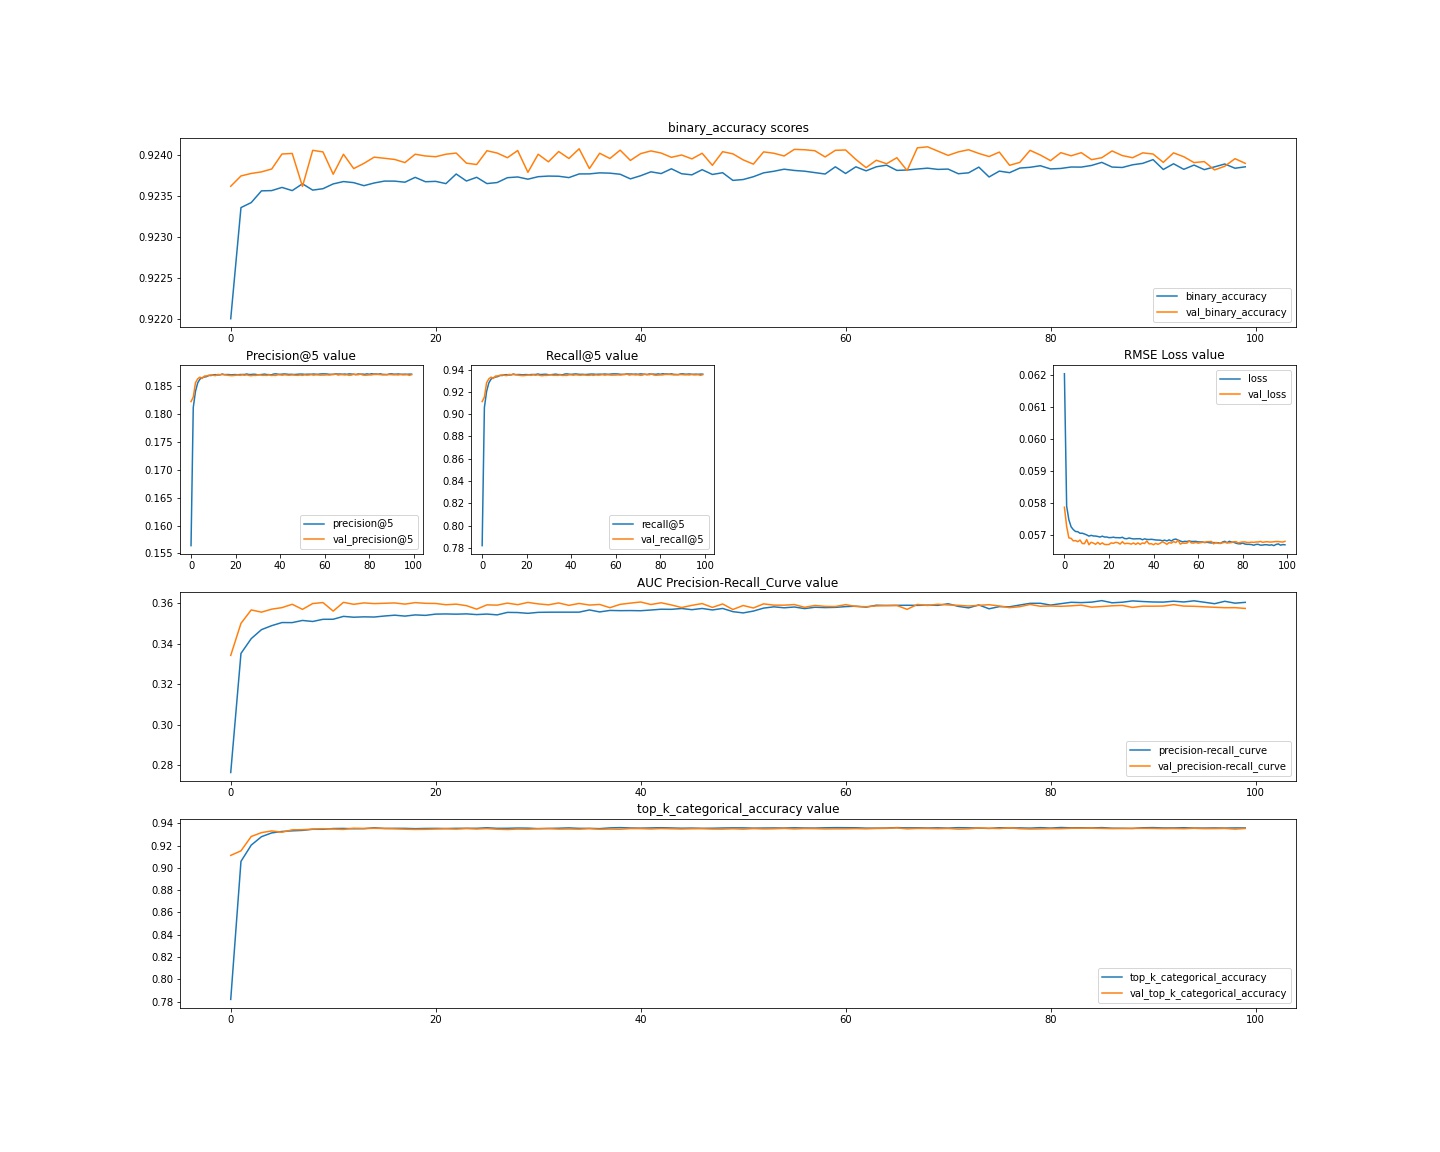 binary_accuracy scores
0.9240
0.9235
0.9230
0.9225
0.9220
binary_accuracy
val_binary_accuracy
0 20 40 60 80 100
Precision@5 value
0.185
0.180
0.175
0.170
0.165
0.160
0.155
precision@5
val_precision@5
0 20 40 60 80 100
Recall@5 value
0.94
0.92
0.90
0.88
0.86
0.84
0.82
0.80
0.78
recall@5
val_recall@5
0 20 40 60 80 100
RMSE Loss value
0.062
0.061
0.060
0.059
0.058
0.057
loss
val_loss
0 20 40 60 80 100
AUC Precision-Recall_Curve value
0.36
0.34
0.32
0.30
0.28
precision-recall_curve
val_precision-recall_curve
0 20 40 60 80 100
top_k_categorical_accuracy value
0.94
0.92
0.90
0.88
0.86
0.84
0.82
0.80
0.78
top_k_categorical_accuracy
val_top_k_categorical_accuracy
0 20 40 60 80 100